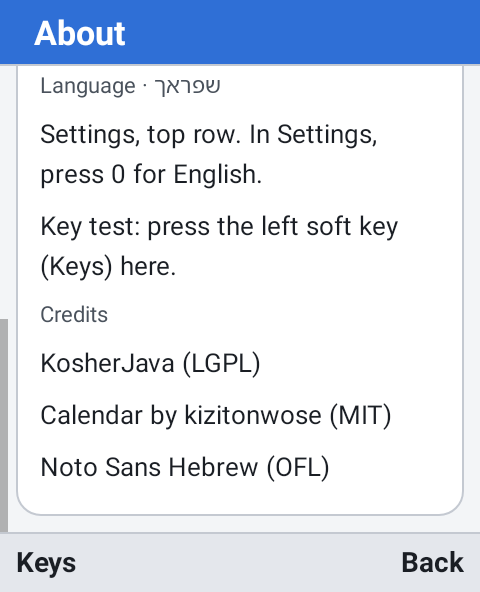 About
Language · שפראך
Settings, top row. In Settings,
press 0 for English.
Key test: press the left soft key
(Keys) here.
Credits
KosherJava (LGPL)
Calendar by kizitonwose (MIT)
Noto Sans Hebrew (OFL)
Keys
Back